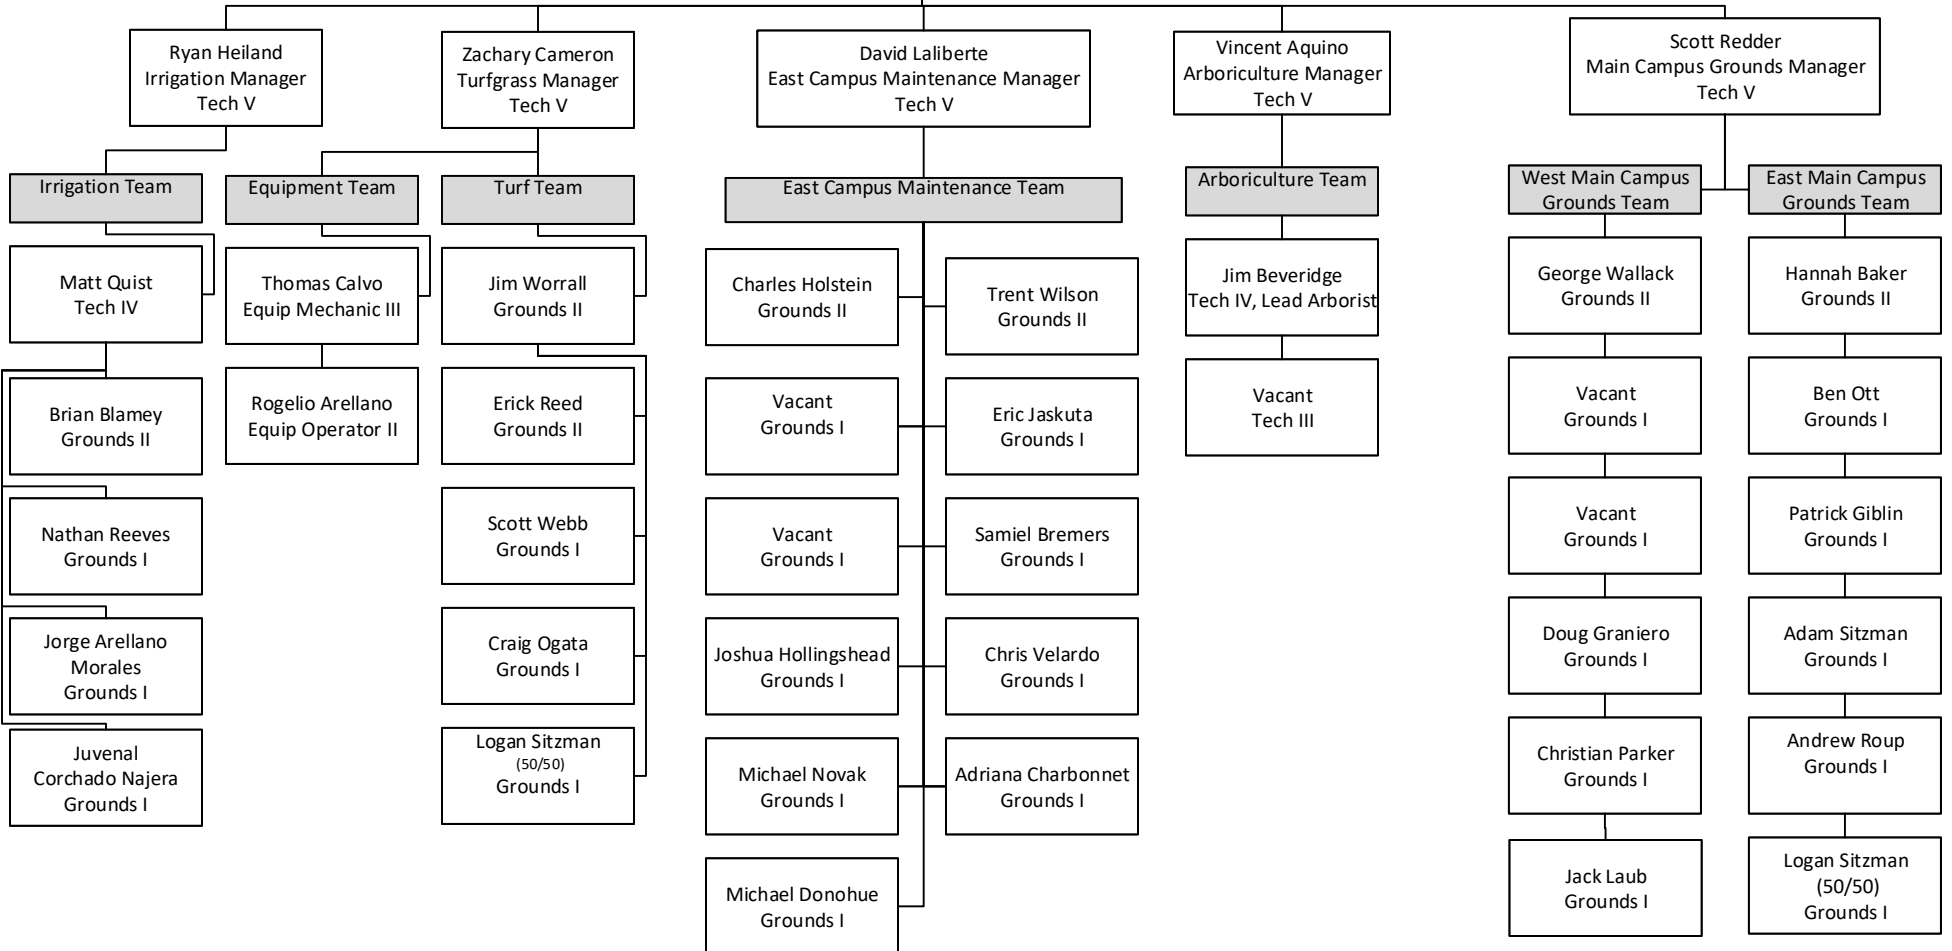 Ryan Heiland
Irrigation Manager
Tech V
Zachary Cameron
Turfgrass Manager
Tech V
David Laliberte
East Campus Maintenance Manager
Tech V
Vincent Aquino
Arboriculture Manager
Tech V
Scott Redder
Main Campus Grounds Manager
Tech V
Irrigation Team
Matt Quist
Tech IV
Brian Blamey
Grounds II
Nathan Reeves
Grounds I
Jorge Arellano
Morales
Grounds I
Juvenal
Corchado Najera
Grounds I
Equipment Team
Thomas Calvo
Equip Mechanic III
Rogelio Arellano
Equip Operator II
Turf Team
Jim Worrall
Grounds II
Erick Reed
Grounds II
Scott Webb
Grounds I
Craig Ogata
Grounds I
Logan Sitzman
(50/50)
Grounds I
East Campus Maintenance Team
Charles Holstein
Grounds II
Trent Wilson
Grounds II
Vacant
Grounds I
Eric Jaskuta
Grounds I
Vacant
Grounds I
Samiel Bremers
Grounds I
Joshua Hollingshead
Grounds I
Chris Velardo
Grounds I
Michael Novak
Grounds I
Adriana Charbonnet
Grounds I
Michael Donohue
Grounds I
Arboriculture Team
Jim Beveridge
Tech IV, Lead Arborist
Vacant
Tech III
West Main Campus
Grounds Team
George Wallack
Grounds II
Vacant
Grounds I
Vacant
Grounds I
Doug Graniero
Grounds I
Christian Parker
Grounds I
Jack Laub
Grounds I
East Main Campus
Grounds Team
Hannah Baker
Grounds II
Ben Ott
Grounds I
Patrick Giblin
Grounds I
Adam Sitzman
Grounds I
Andrew Roup
Grounds I
Logan Sitzman
(50/50)
Grounds I